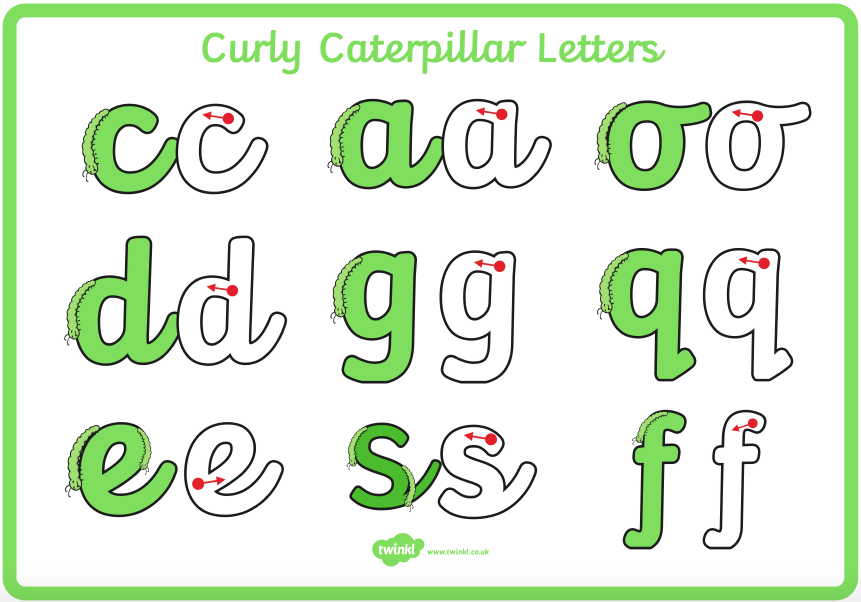 Curly Caterpillar Letters
cc aa oo
dd gg qq
ee ss ff
twinkl www.twinkl.co.uk